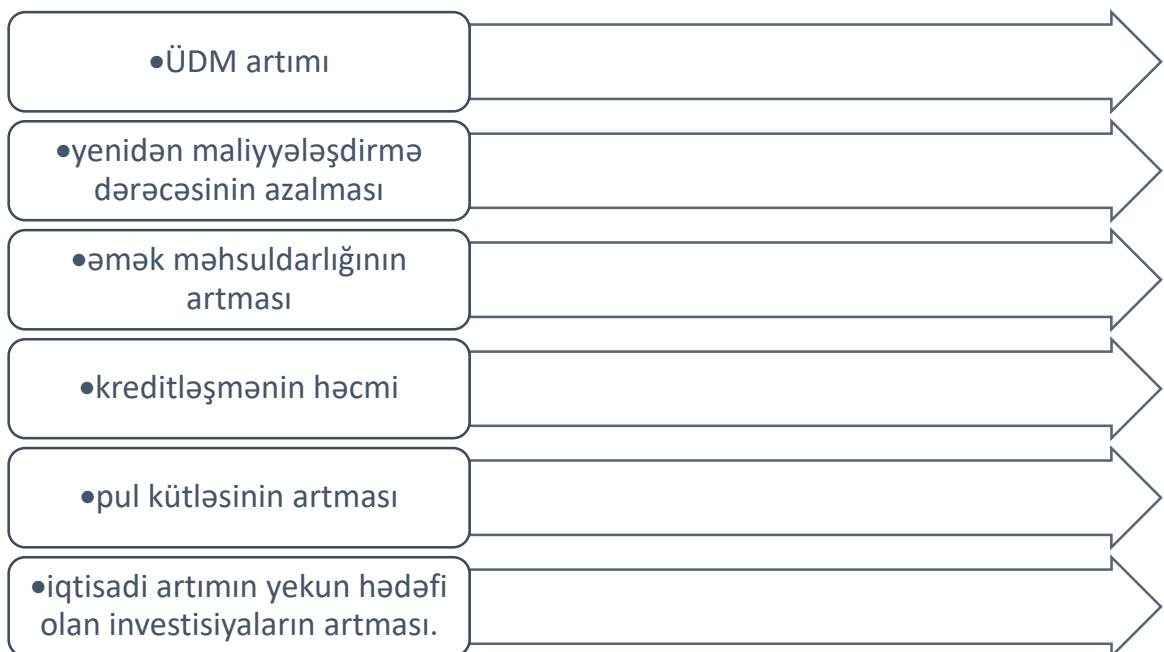 •ÜDM artımı
•yenidən maliyyələşdirmə
dərəcəsinin azalması
•əmək məhsuldarlığının
artması
•kreditləşmənin həcmi
•pul kütləsinin artması
•iqtisadi artımın yekun hədəfi
olan investisiyaların artması.